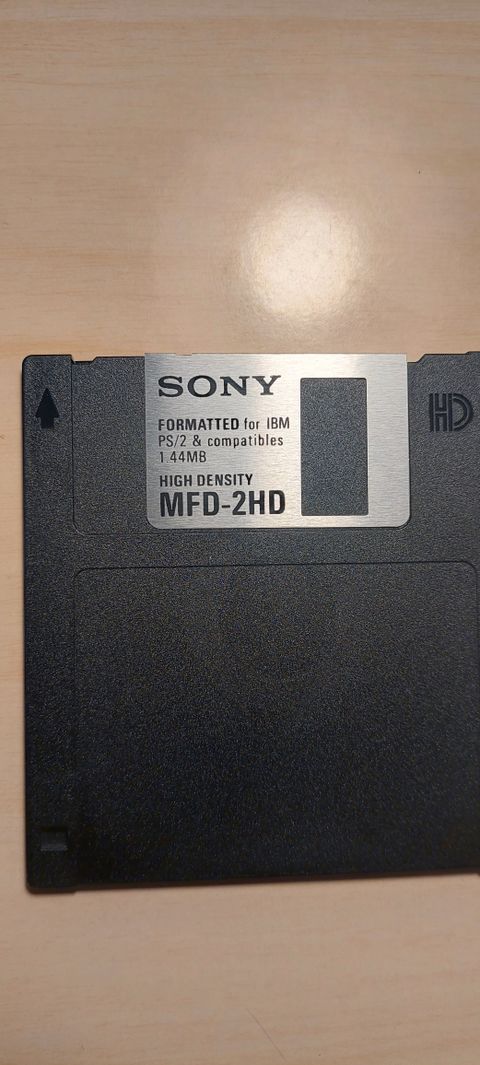 SONY
FORMATTED for IBM
PS/2 & compatibles
1.44MB
HIGH DENSITY
MFD-2HD
HD